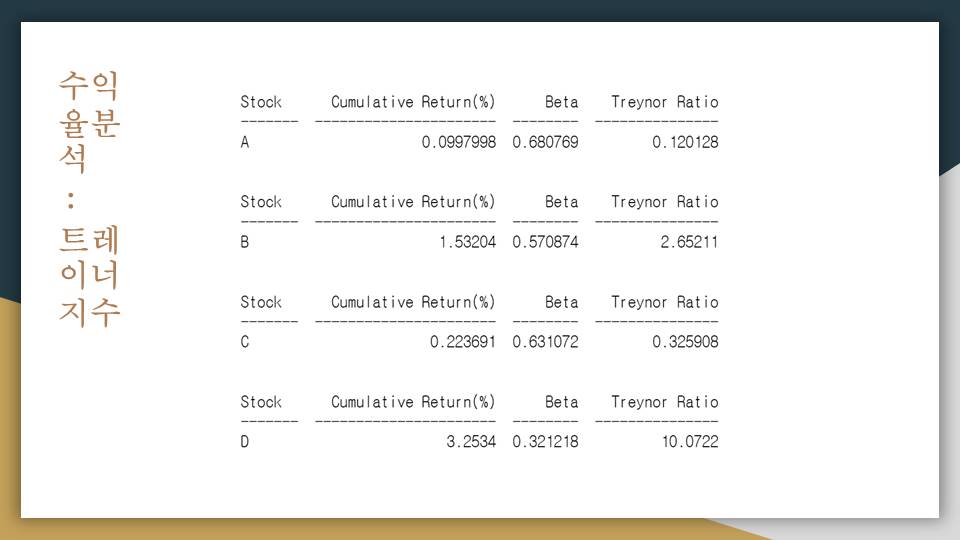 수익
율분
석
:
트레
이너
지수
Stock Cumulative Return(%) Beta Treynor Ratio
------- ---------------------- -------- ---------------
A 0.0997998 0.680769 0.120128
Stock Cumulative Return(%) Beta Treynor Ratio
------- ---------------------- -------- ---------------
B 1.53204 0.570874 2.65211
Stock Cumulative Return(%) Beta Treynor Ratio
------- ---------------------- -------- ---------------
C 0.223691 0.631072 0.325908
Stock Cumulative Return(%) Beta Treynor Ratio
------- ---------------------- -------- ---------------
D 3.2534 0.321218 10.0722